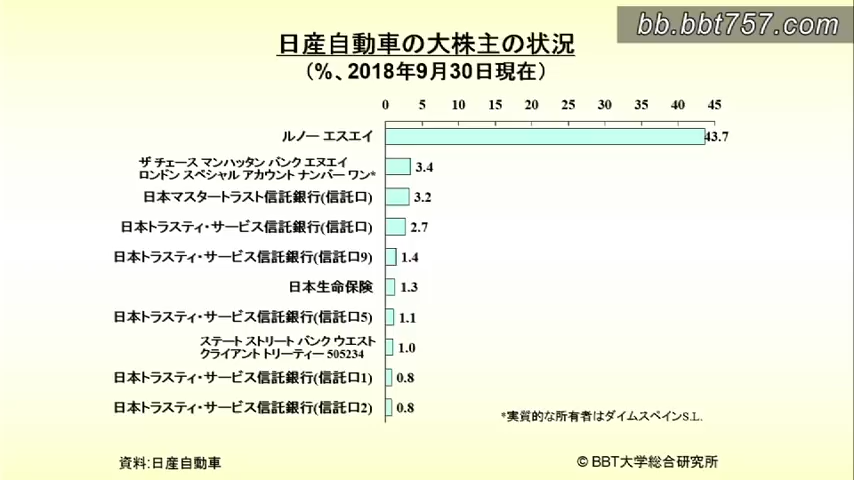 bb.bbt757.com
日産自動車の大株主の状況
（%、2018年9月30日現在）
0 5 10 15 20 25 30 35 40 45
ルノー エスエイ 43.7
ザ チェース マンハッタン バンク エヌエイ
ロンドン スペシャル アカウント ナンバー ワン* 3.4
日本マスタートラスト信託銀行(信託口) 3.2
日本トラスティ・サービス信託銀行(信託口) 2.7
日本トラスティ・サービス信託銀行(信託口9) 1.4
日本生命保険 1.3
日本トラスティ・サービス信託銀行(信託口5) 1.1
ステート ストリート バンク ウエスト
クライアント トリーティー 505234 1.0
日本トラスティ・サービス信託銀行(信託口1) 0.8
日本トラスティ・サービス信託銀行(信託口2) 0.8
*実質的な所有者はダイムスペインS.L.
資料:日産自動車
© BBT大学総合研究所